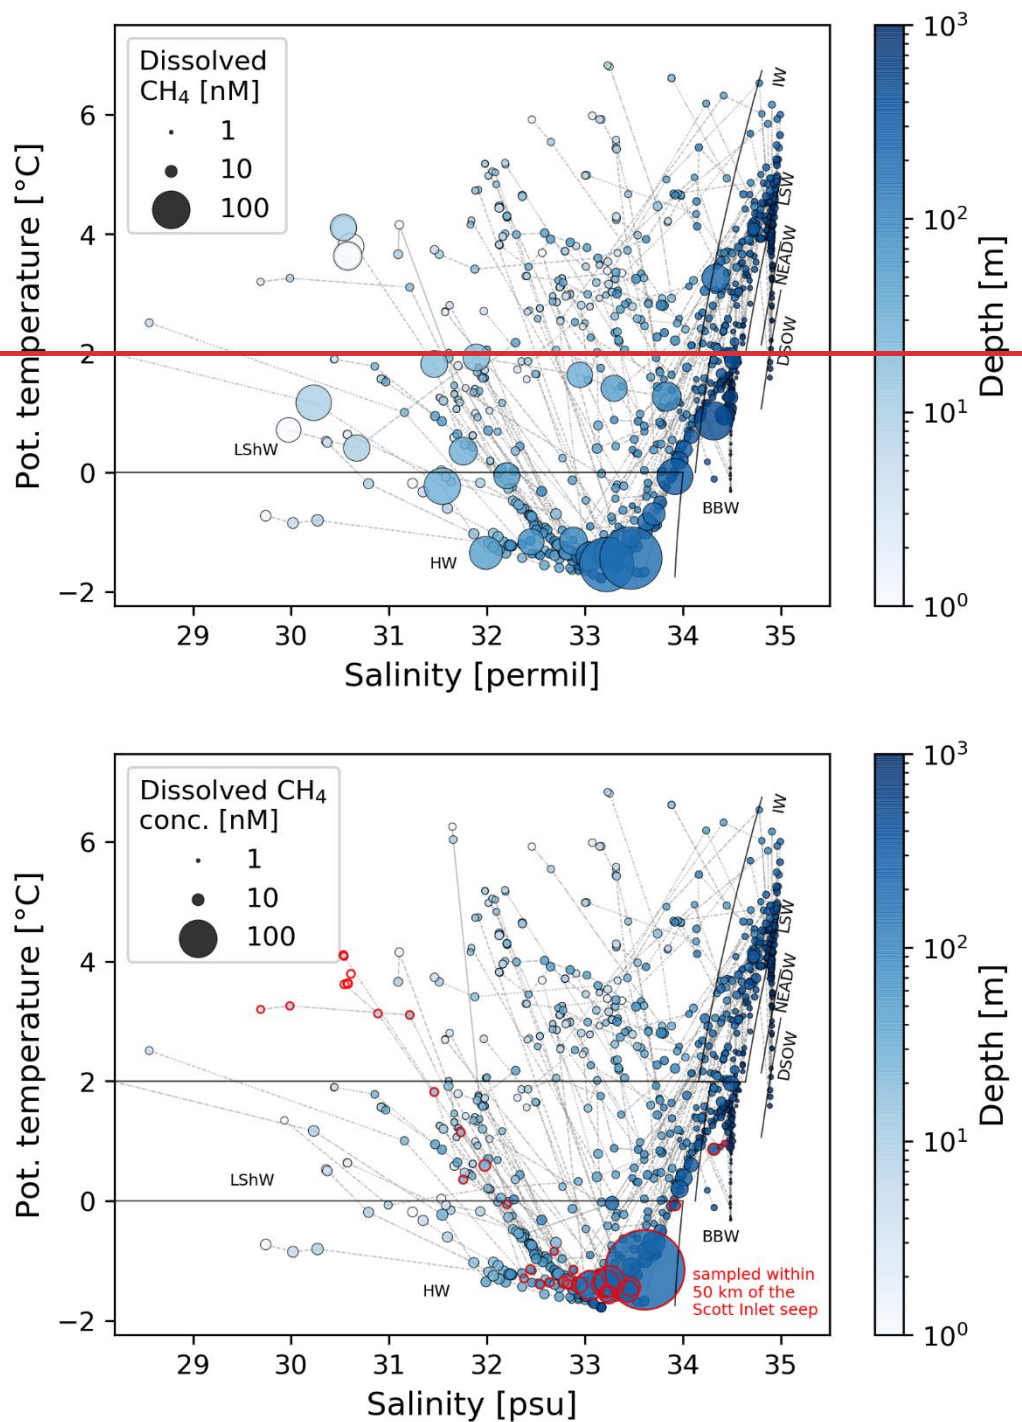 Dissolved
CH₄ [nM]
1
10
100
6
4
2
0
−2
Pot. temperature [°C]
IW
LSW
NEADW
DSOW
LShW
HW
BBW
29 30 31 32 33 34 35
Salinity [permil]
10³
10²
10¹
10⁰
Depth [m]
Dissolved CH₄
conc. [nM]
1
10
100
6
4
2
0
−2
Pot. temperature [°C]
IW
LSW
NEADW
DSOW
LShW
HW
BBW
sampled within
50 km of the
Scott Inlet seep
29 30 31 32 33 34 35
Salinity [psu]
10³
10²
10¹
10⁰
Depth [m]